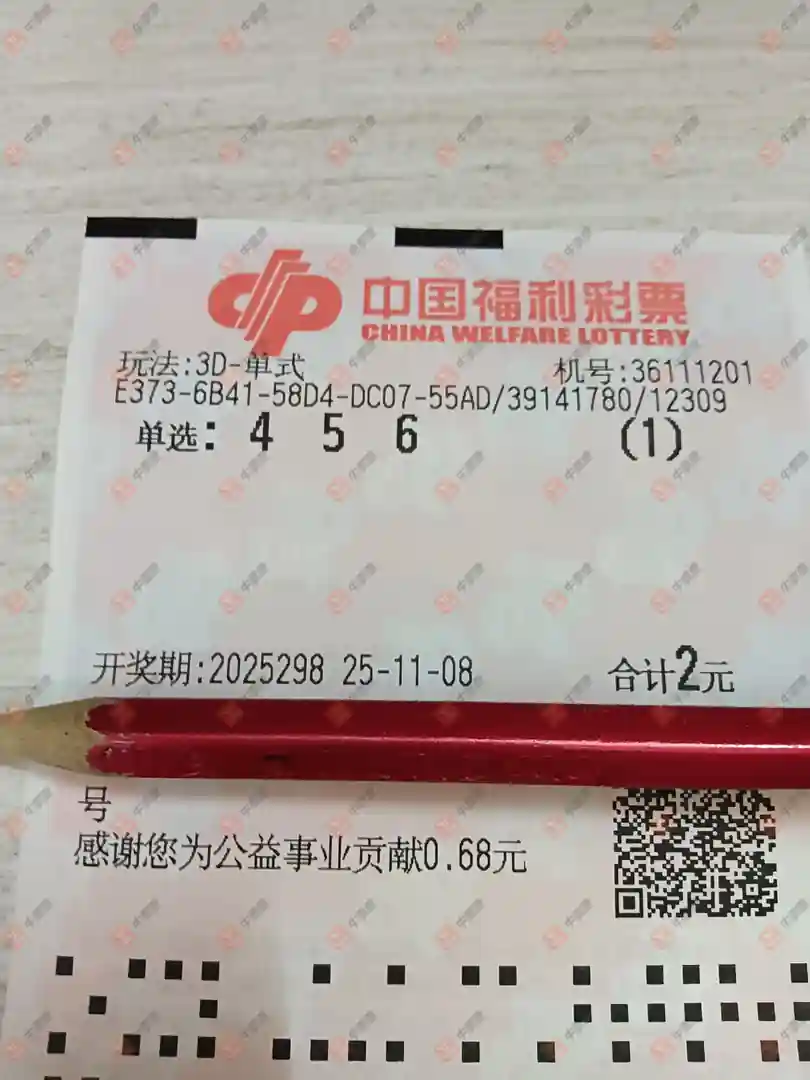 中国福利彩票
CHINA WELFARE LOTTERY
玩法:3D-单式 机号:36111201
E373-6B41-58D4-DC07-55AD/39141780/12309
单选: 4 5 6 (1)
开奖期:2025298 25-11-08 合计2元
号
感谢您为公益事业贡献0.68元